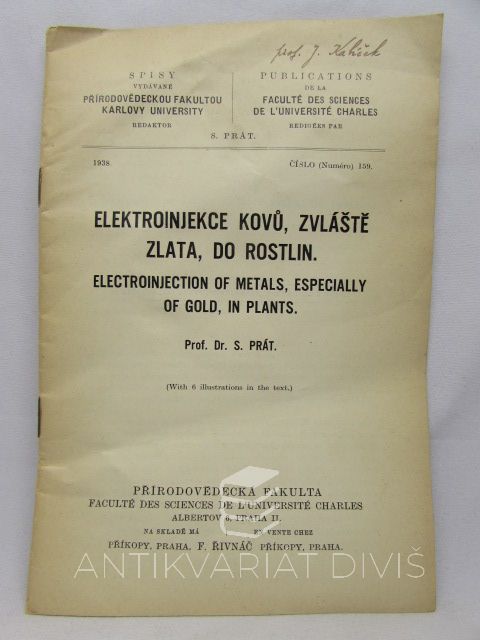 prof. J.
SPISY
VYDÁVANÉ
PŘÍRODOVĚDECKOU FAKULTOU
KARLOVY UNIVERSITY
REDAKTOR
PUBLICATIONS
DE LA
FACULTÉ DES SCIENCES
DE L'UNIVERSITÉ CHARLES
REDIGÉES PAR
S. PRÁT.
1938
ČÍSLO (Numéro) 159.
ELEKTROINJEKCE KOVŮ, ZVLÁŠTĚ
ZLATA, DO ROSTLIN.
ELECTROINJECTION OF METALS, ESPECIALLY
OF GOLD, IN PLANTS.
Prof. Dr. S. PRÁT.
(With 6 illustrations in the text.)
PŘÍRODOVĚDECKÁ FAKULTA
FACULTÉ DES SCIENCES DE L'UNIVERSITÉ CHARLES
ALBERTOV 6, PRAHA II.
NA SKLADĚ MÁ EN VENTE CHEZ
PŘÍKOPY, PRAHA. F. ŘIVNÁČ PŘÍKOPY, PRAHA.
ANTIKVARIÁT DIVIŠ